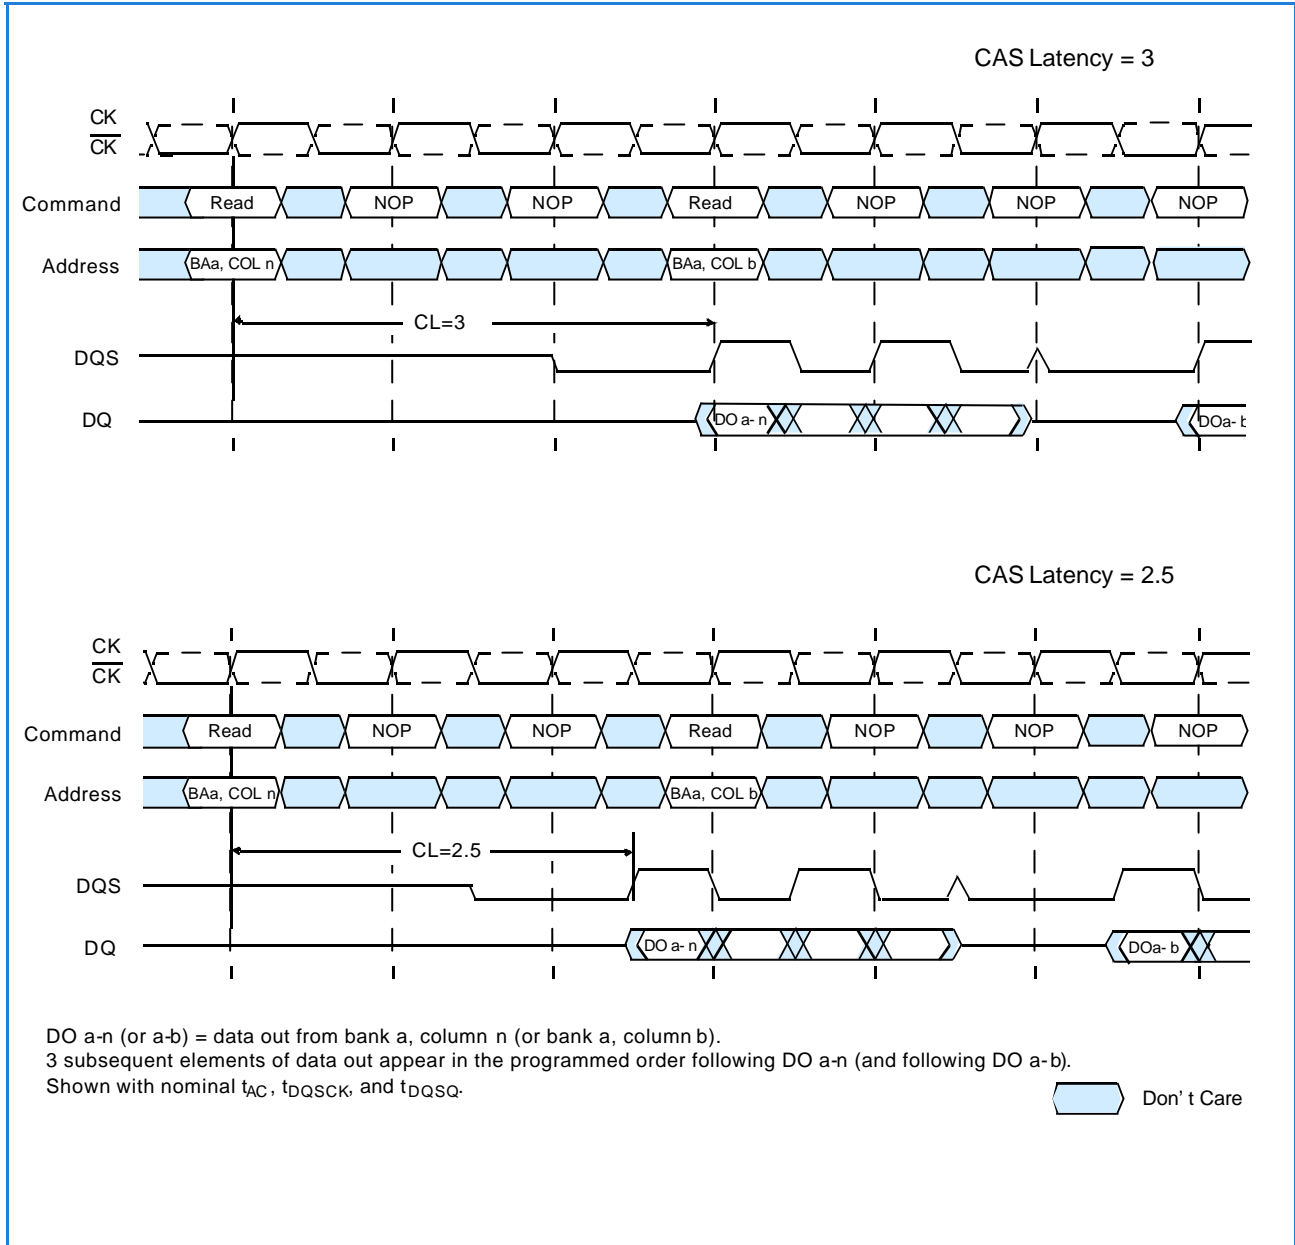 CAS Latency = 3
CK
CK
Command Read NOP NOP Read NOP NOP NOP
Address BAa, COL n BAa, COL b
CL=3
DQS
DQ DO a-n DOa-b
CAS Latency = 2.5
CK
CK
Command Read NOP NOP Read NOP NOP NOP
Address BAa, COL n BAa, COL b
CL=2.5
DQS
DQ DO a-n DOa-b
DO a-n (or a-b) = data out from bank a, column n (or bank a, column b).
3 subsequent elements of data out appear in the programmed order following DO a-n (and following DO a-b).
Shown with nominal tAC, tDQSCK, and tDQSQ.
Don't Care